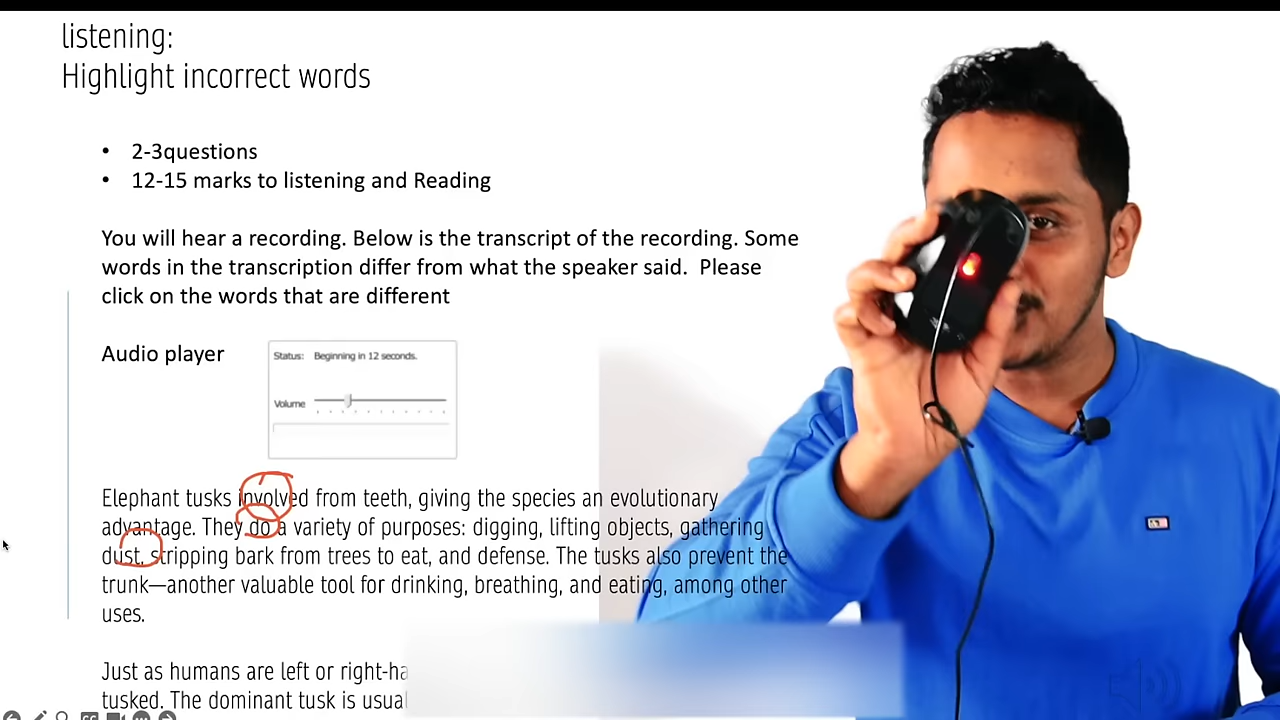 listening:
Highlight incorrect words
• 2-3questions
• 12-15 marks to listening and Reading
You will hear a recording. Below is the transcript of the recording. Some
words in the transcription differ from what the speaker said. Please
click on the words that are different
Audio player
Status: Beginning in 12 seconds.
Volume
Elephant tusks involved from teeth, giving the species an evolutionary
advantage. They do a variety of purposes: digging, lifting objects, gathering
dust, stripping bark from trees to eat, and defense. The tusks also prevent the
trunk—another valuable tool for drinking, breathing, and eating, among other
uses.
Just as humans are left or right-ha
tusked. The dominant tusk is usual